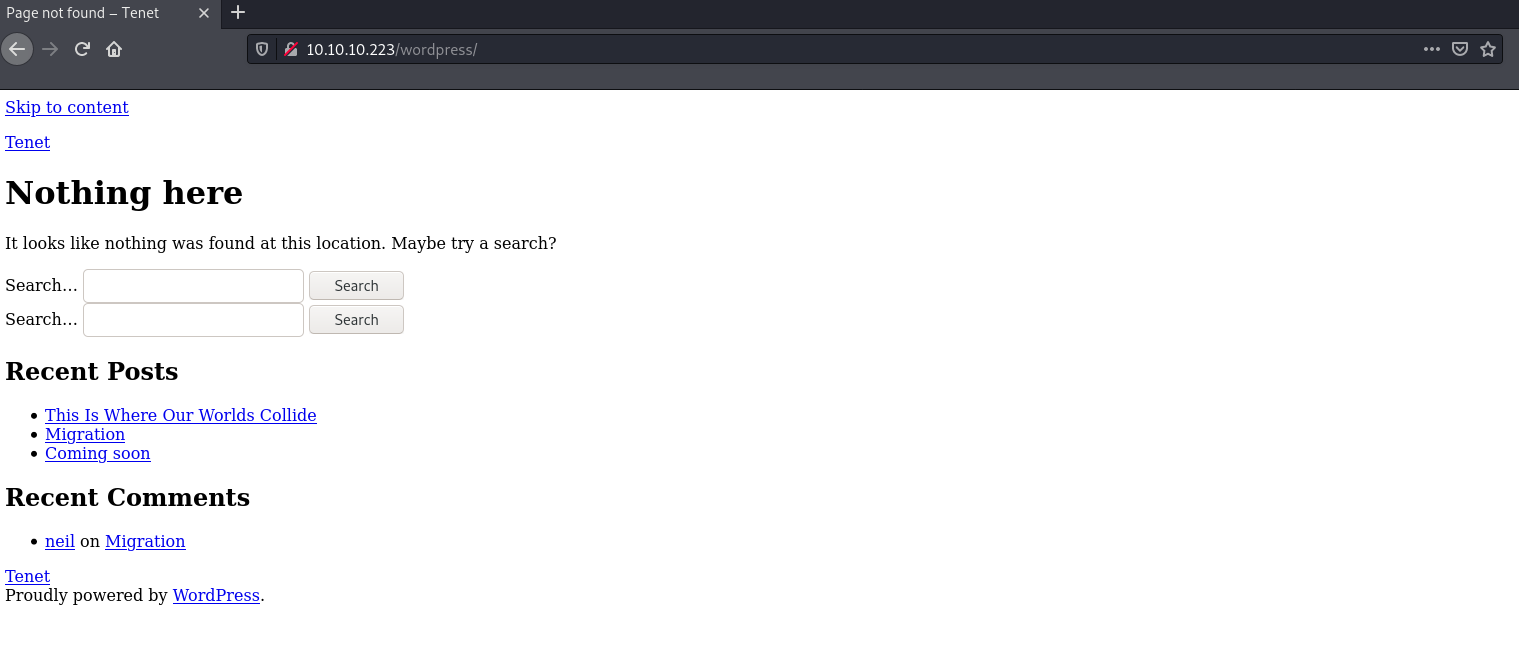 Page not found – Tenet
10.10.10.223/wordpress/
Skip to content
Tenet
Nothing here
It looks like nothing was found at this location. Maybe try a search?
Search… Search
Search… Search
Recent Posts
This Is Where Our Worlds Collide
Migration
Coming soon
Recent Comments
neil on Migration
Tenet
Proudly powered by WordPress.